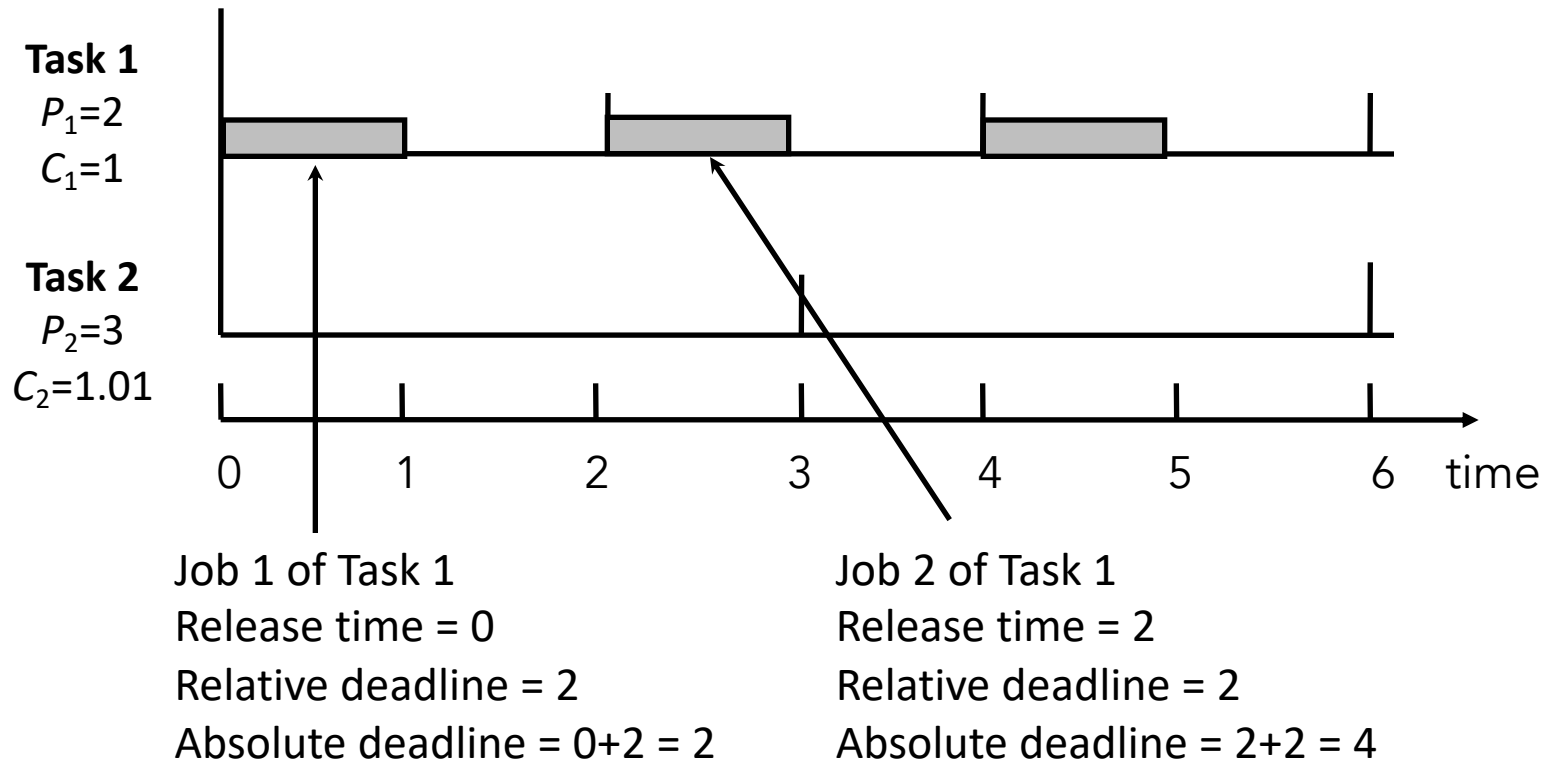 Task 1
P₁=2
C₁=1
Task 2
P₂=3
C₂=1.01
0 1 2 3 4 5 6 time
Job 1 of Task 1
Release time = 0
Relative deadline = 2
Absolute deadline = 0+2 = 2
Job 2 of Task 1
Release time = 2
Relative deadline = 2
Absolute deadline = 2+2 = 4